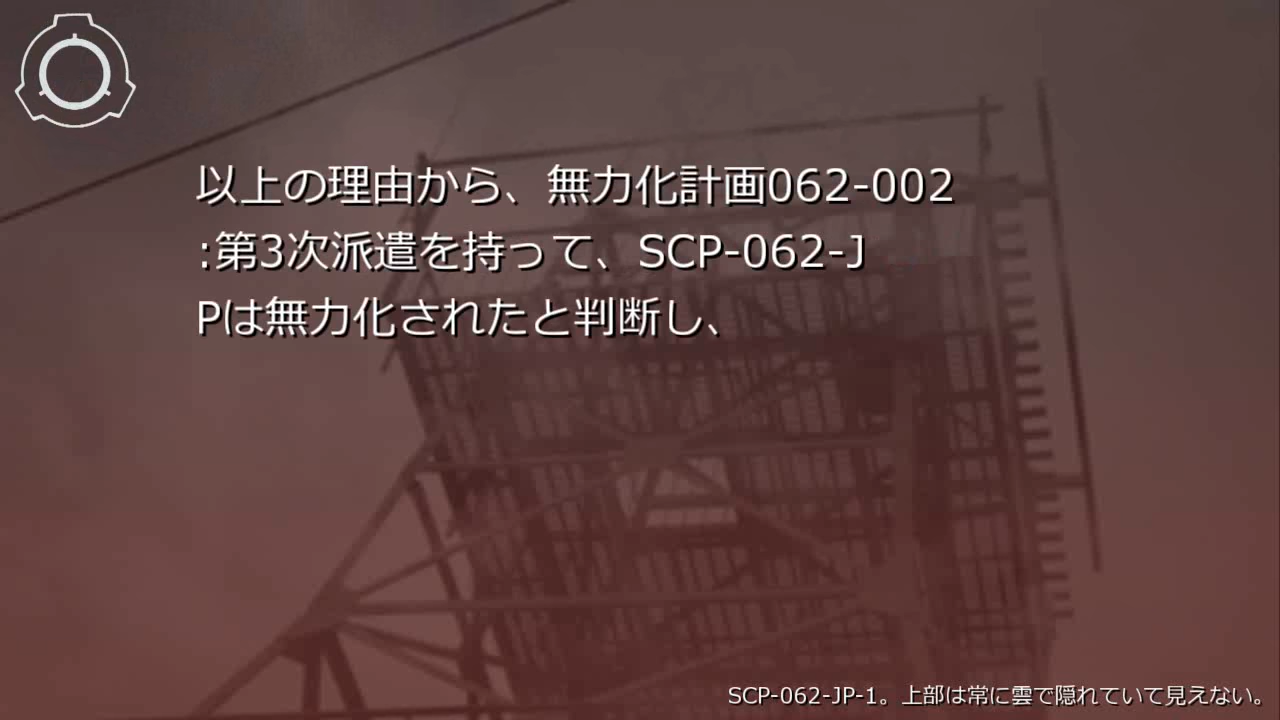 以上の理由から、無力化計画062-002
:第3次派遣を持って、SCP-062-J
Pは無力化されたと判断し、
SCP-062-JP-1。上部は常に雲で隠れていて見えない。